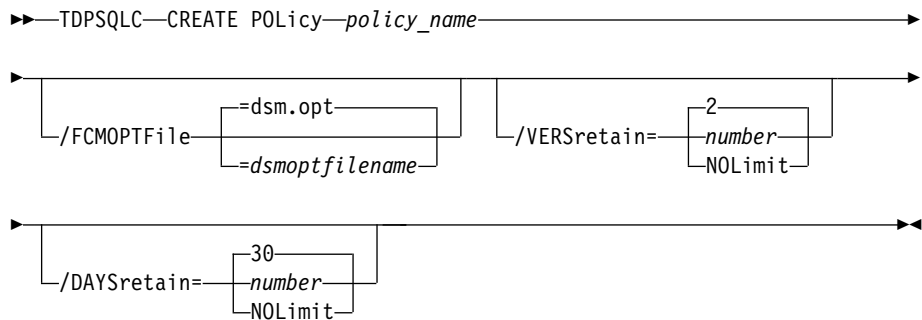 TDPSQLC CREATE POLicy policy_name
=dsm.opt
/FCMOPTFile
=dsmoptfilename
2
/VERSretain= number
NOLimit
30
/DAYSretain= number
NOLimit